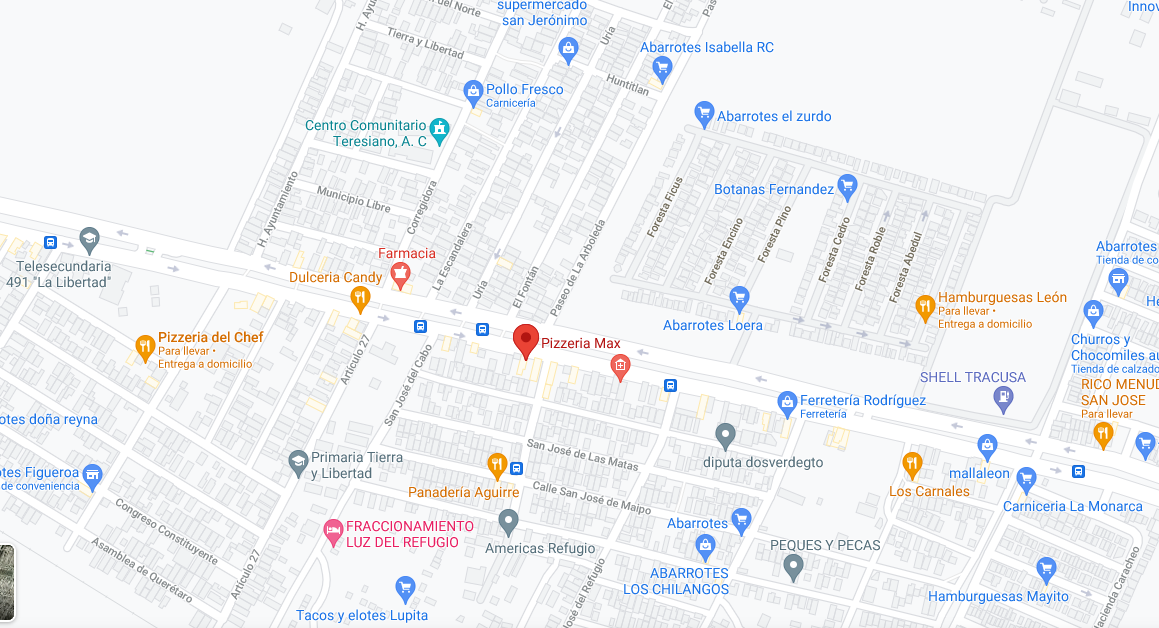 del Norte
H. Ayun
supermercado
san Jerónimo
El
Pas
Innov
Tierra y Libertad
Uria
Abarrotes Isabella RC
Huntitlan
Pollo Fresco
Carnicería
Abarrotes el zurdo
Centro Comunitario
Teresiano, A. C
Botanas Fernandez
H. Ayuntamiento
Municipio Libre
Corregidora
Foresta Ficus
Foresta Encino
Foresta Pino
Foresta Cedro
Foresta Roble
Foresta Abedul
Telesecundaria
491 "La Libertad"
Farmacia
Dulceria Candy
La Escandalera
Uria
El Fontán
Paseo de La Arboleda
Abarrotes
Tienda de co
Abarrotes Loera
Hamburguesas León
Para llevar •
Entrega a domicilio
He
Pizzeria del Chef
Para llevar •
Entrega a domicilio
Pizzeria Max
Churros y
Chocomiles au
Tienda de calzado
Artículo 27
San José del Cabo
SHELL TRACUSA
RICO MENUD
SAN JOSE
Para llevar
Ferretería Rodríguez
Ferretería
otes doña reyna
Primaria Tierra
y Libertad
San José de Las Matas
diputa dosverdegto
mallaleon
otes Figueroa
de conveniencia
Panadería Aguirre
Calle San José de Maipo
Los Carnales
Carniceria La Monarca
Congreso Constituyente
FRACCIONAMIENTO
LUZ DEL REFUGIO
Americas Refugio
Abarrotes
PEQUES Y PECAS
Asamblea de Querétaro
Artículo 27
José del Refugio
ABARROTES
LOS CHILANGOS
Hamburguesas Mayito
Hacienda Caracheo
Tacos y elotes Lupita